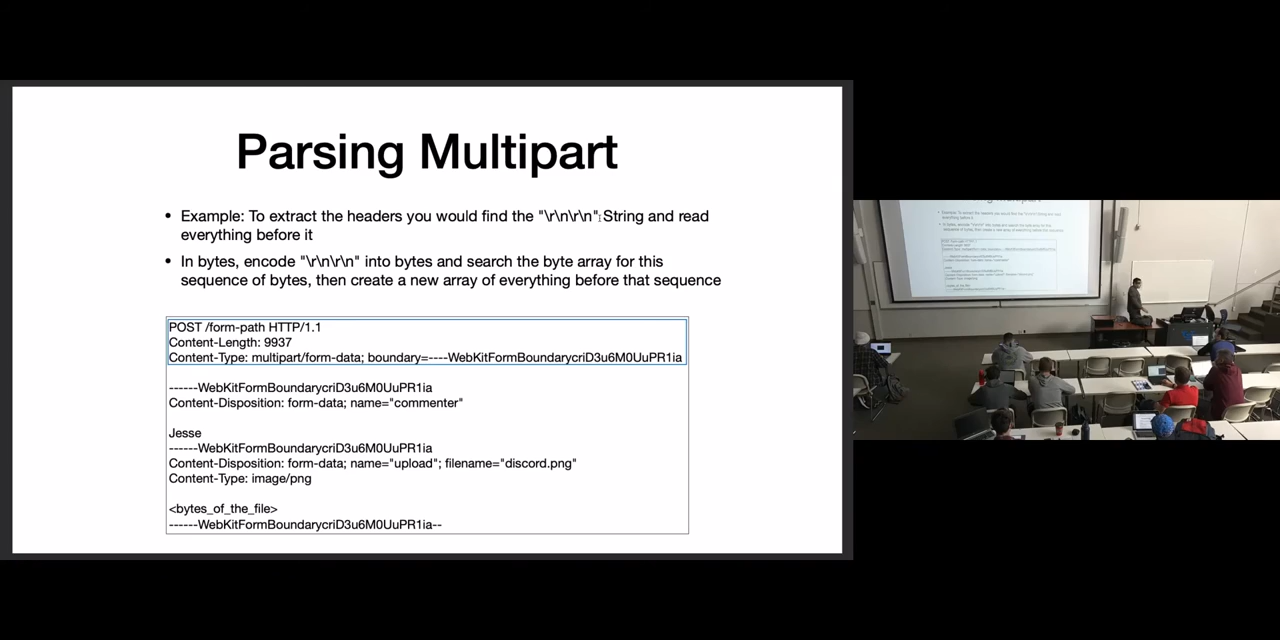 Parsing Multipart
• Example: To extract the headers you would find the "\r\n\r\n" String and read
everything before it
• In bytes, encode "\r\n\r\n" into bytes and search the byte array for this
sequence of bytes, then create a new array of everything before that sequence
POST /form-path HTTP/1.1
Content-Length: 9937
Content-Type: multipart/form-data; boundary=----WebKitFormBoundarycriD3u6M0UuPR1ia
------WebKitFormBoundarycriD3u6M0UuPR1ia
Content-Disposition: form-data; name="commenter"
Jesse
------WebKitFormBoundarycriD3u6M0UuPR1ia
Content-Disposition: form-data; name="upload"; filename="discord.png"
Content-Type: image/png
<bytes_of_the_file>
------WebKitFormBoundarycriD3u6M0UuPR1ia--